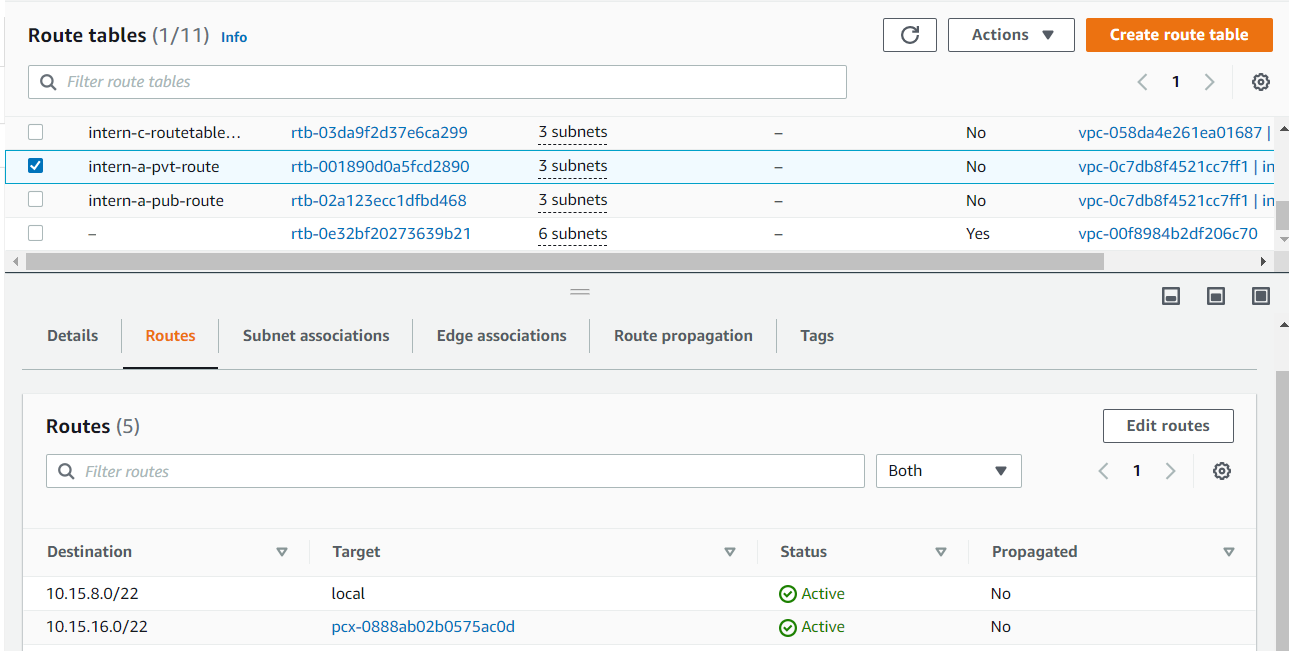 Route tables (1/11) Info Actions Create route table
Filter route tables 1
intern-c-routetable… rtb-03da9f2d37e6ca299 3 subnets – No vpc-058da4e261ea01687 |
intern-a-pvt-route rtb-001890d0a5fcd2890 3 subnets – No vpc-0c7db8f4521cc7ff1 | in
intern-a-pub-route rtb-02a123ecc1dfbd468 3 subnets – No vpc-0c7db8f4521cc7ff1 | in
– rtb-0e32bf20273639b21 6 subnets – Yes vpc-00f8984b2df206c70
Details Routes Subnet associations Edge associations Route propagation Tags
Routes (5) Edit routes
Filter routes Both 1
Destination Target Status Propagated
10.15.8.0/22 local Active No
10.15.16.0/22 pcx-0888ab02b0575ac0d Active No